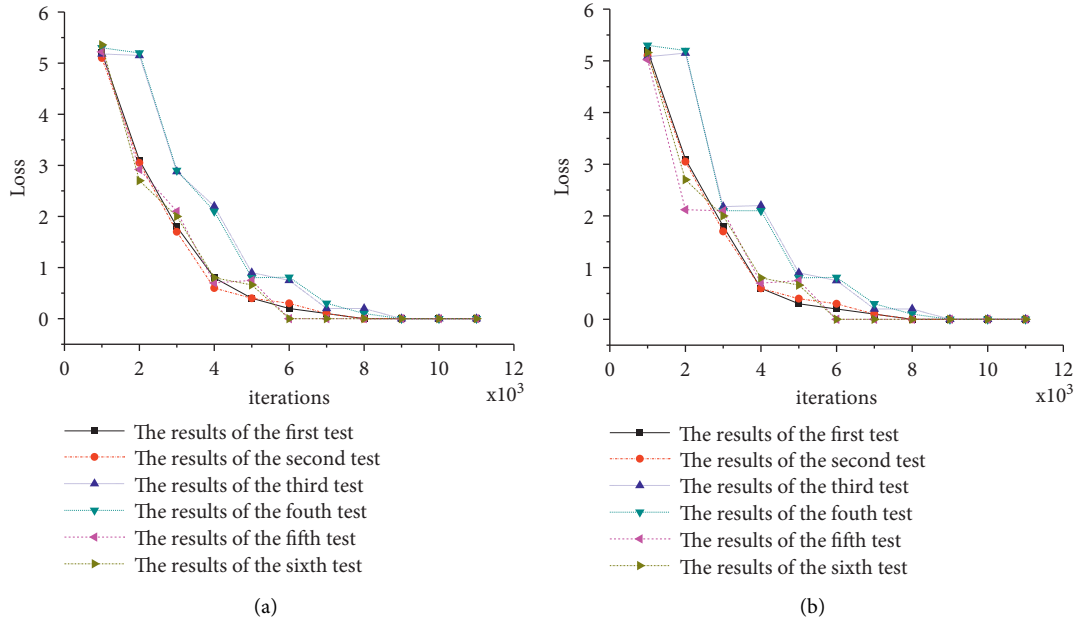 6
5
4
3
2
1
0
Loss
0
2
4
6
8
10
12
iterations
x10³
The results of the first test
The results of the second test
The results of the third test
The results of the fouth test
The results of the fifth test
The results of the sixth test
(a)
6
5
4
3
2
1
0
Loss
0
2
4
6
8
10
12
iterations
x10³
The results of the first test
The results of the second test
The results of the third test
The results of the fouth test
The results of the fifth test
The results of the sixth test
(b)